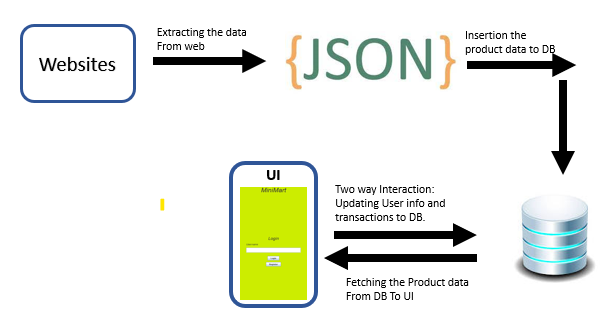 Extracting the data
From web
Websites
{JSON}
Insertion the
product data to DB
UI
MiniMart
Login
Two way Interaction:
Updating User info and
transactions to DB.
Fetching the Product data
From DB To UI